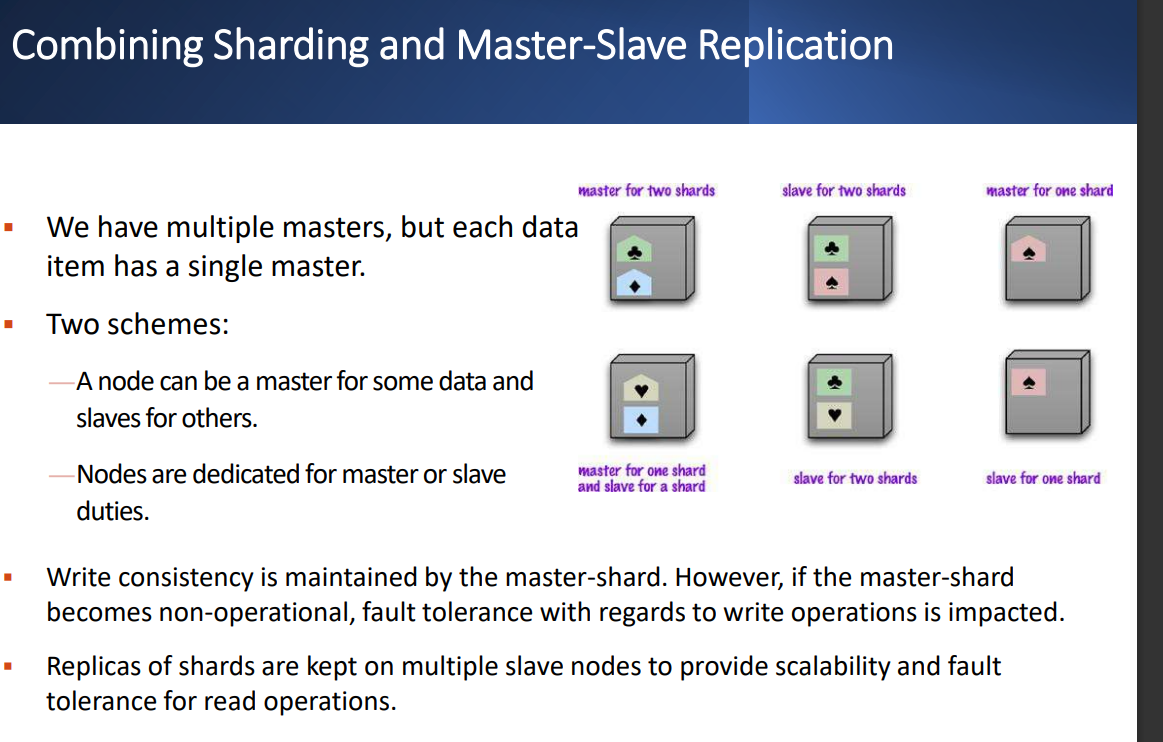 Combining Sharding and Master-Slave Replication
▪ We have multiple masters, but each data
item has a single master.
▪ Two schemes:
—A node can be a master for some data and
slaves for others.
—Nodes are dedicated for master or slave
duties.
master for two shards
slave for two shards
master for one shard
master for one shard
and slave for a shard
slave for two shards
slave for one shard
▪ Write consistency is maintained by the master-shard. However, if the master-shard
becomes non-operational, fault tolerance with regards to write operations is impacted.
▪ Replicas of shards are kept on multiple slave nodes to provide scalability and fault
tolerance for read operations.